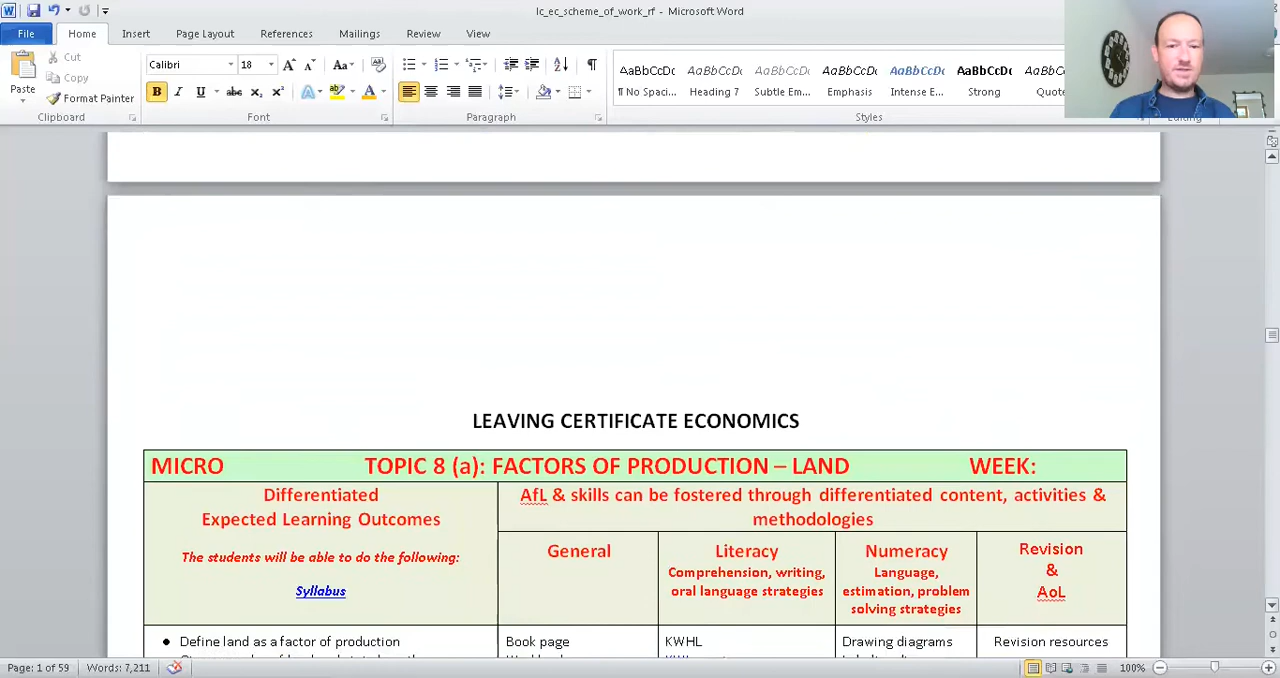 lc_ec_scheme_of_work_rf - Microsoft Word
File Home Insert Page Layout References Mailings Review View
Cut
Copy
Format Painter
Paste
Calibri 18
AaBbCcDc AaBbCcDc AaBbCcDc AaBbCcDc AaBbCcDc AaBbCcDc
¶ No Spaci... Heading 7 Subtle Em... Emphasis Intense E... Strong Quote
Clipboard Font Paragraph Styles
LEAVING CERTIFICATE ECONOMICS
MICRO TOPIC 8 (a): FACTORS OF PRODUCTION – LAND WEEK:
Differentiated
Expected Learning Outcomes
The students will be able to do the following:
Syllabus
AfL & skills can be fostered through differentiated content, activities &
methodologies
General
Literacy
Comprehension, writing,
oral language strategies
Numeracy
Language,
estimation, problem
solving strategies
Revision
&
AoL
Define land as a factor of production
Book page
KWHL
Drawing diagrams
Revision resources
Page: 1 of 59 Words: 7,211 100%